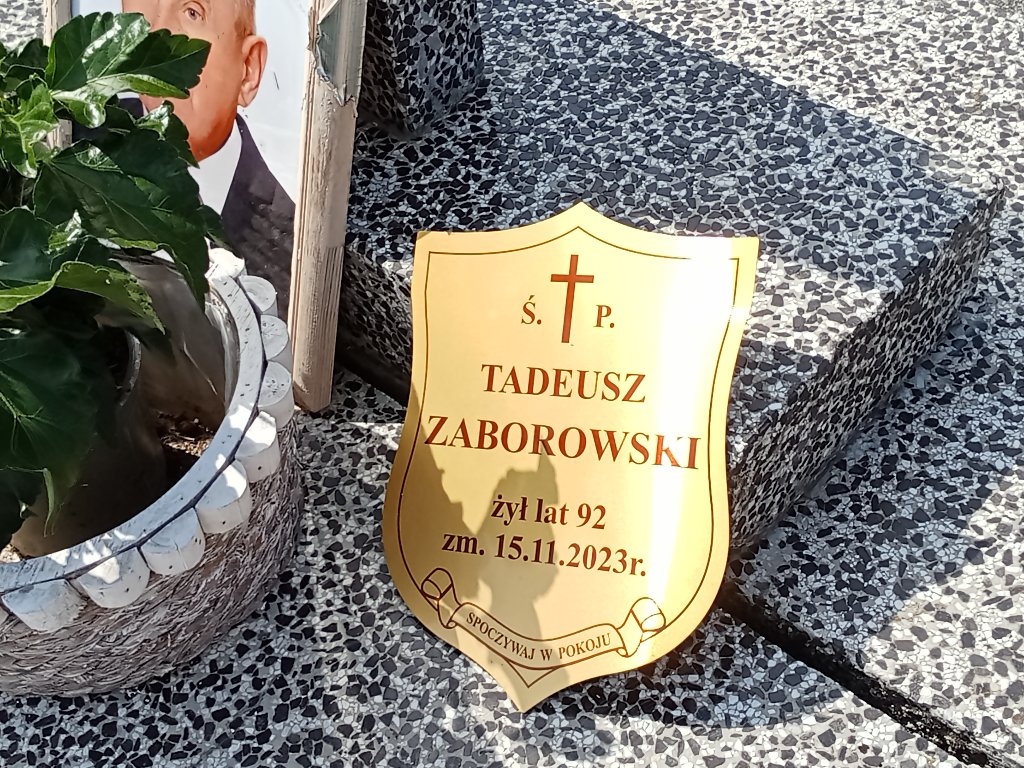 Ś. P.
TADEUSZ
ZABOROWSKI
żył lat 92
zm. 15.11.2023r.
SPOCZYWAJ W POKOJU